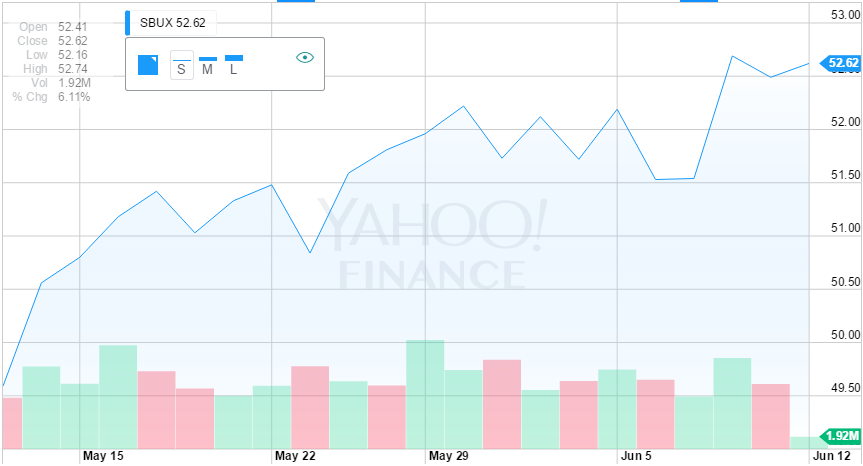 Open 52.41
Close 52.62
Low 52.16
High 52.74
Vol 1.92M
% Chg 6.11%
SBUX 52.62
S M L
53.00
52.62
52.00
51.50
51.00
50.50
50.00
49.50
1.92M
YAHOO!
FINANCE
May 15 May 22 May 29 Jun 5 Jun 12